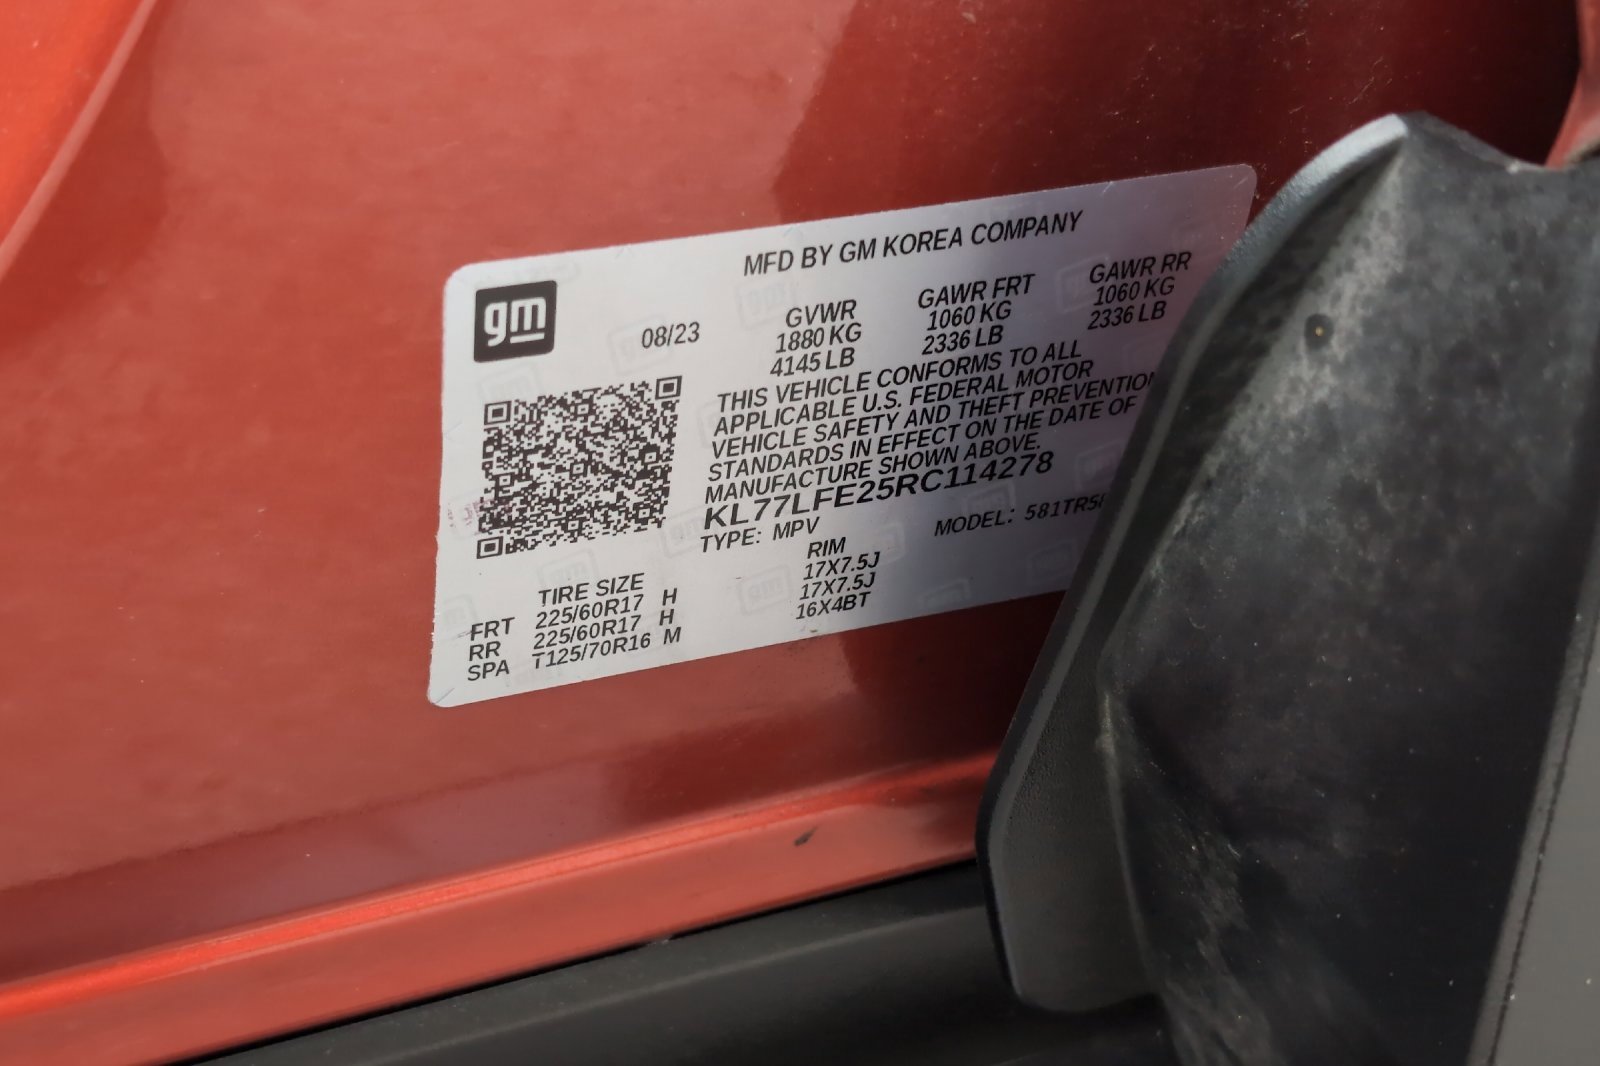 MFD BY GM KOREA COMPANY
gm
08/23
GVWR GAWR FRT GAWR RR
1880 KG 1060 KG 1060 KG
4145 LB 2336 LB 2336 LB
THIS VEHICLE CONFORMS TO ALL
APPLICABLE U.S. FEDERAL MOTOR
VEHICLE SAFETY AND THEFT PREVENTION
STANDARDS IN EFFECT ON THE DATE OF
MANUFACTURE SHOWN ABOVE.
KL77LFE25RC114278
TYPE: MPV MODEL:
TIRE SIZE RIM
FRT 225/60R17 H 17X7.5J
RR 225/60R17 H 17X7.5J
SPA T125/70R16 M 16X4BT